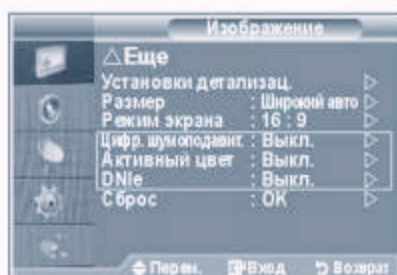 Изображение
△Еще
Установки детализац. ▷
Размер : Широкий авто ▷
Режим экрана : 16 : 9 ▷
Цифр. шумоподавит. : Выкл. ▷
Активный цвет : Выкл. ▷
DNIe : Выкл. ▷
Сброс : OK ▷
Перем. Вход Возврат